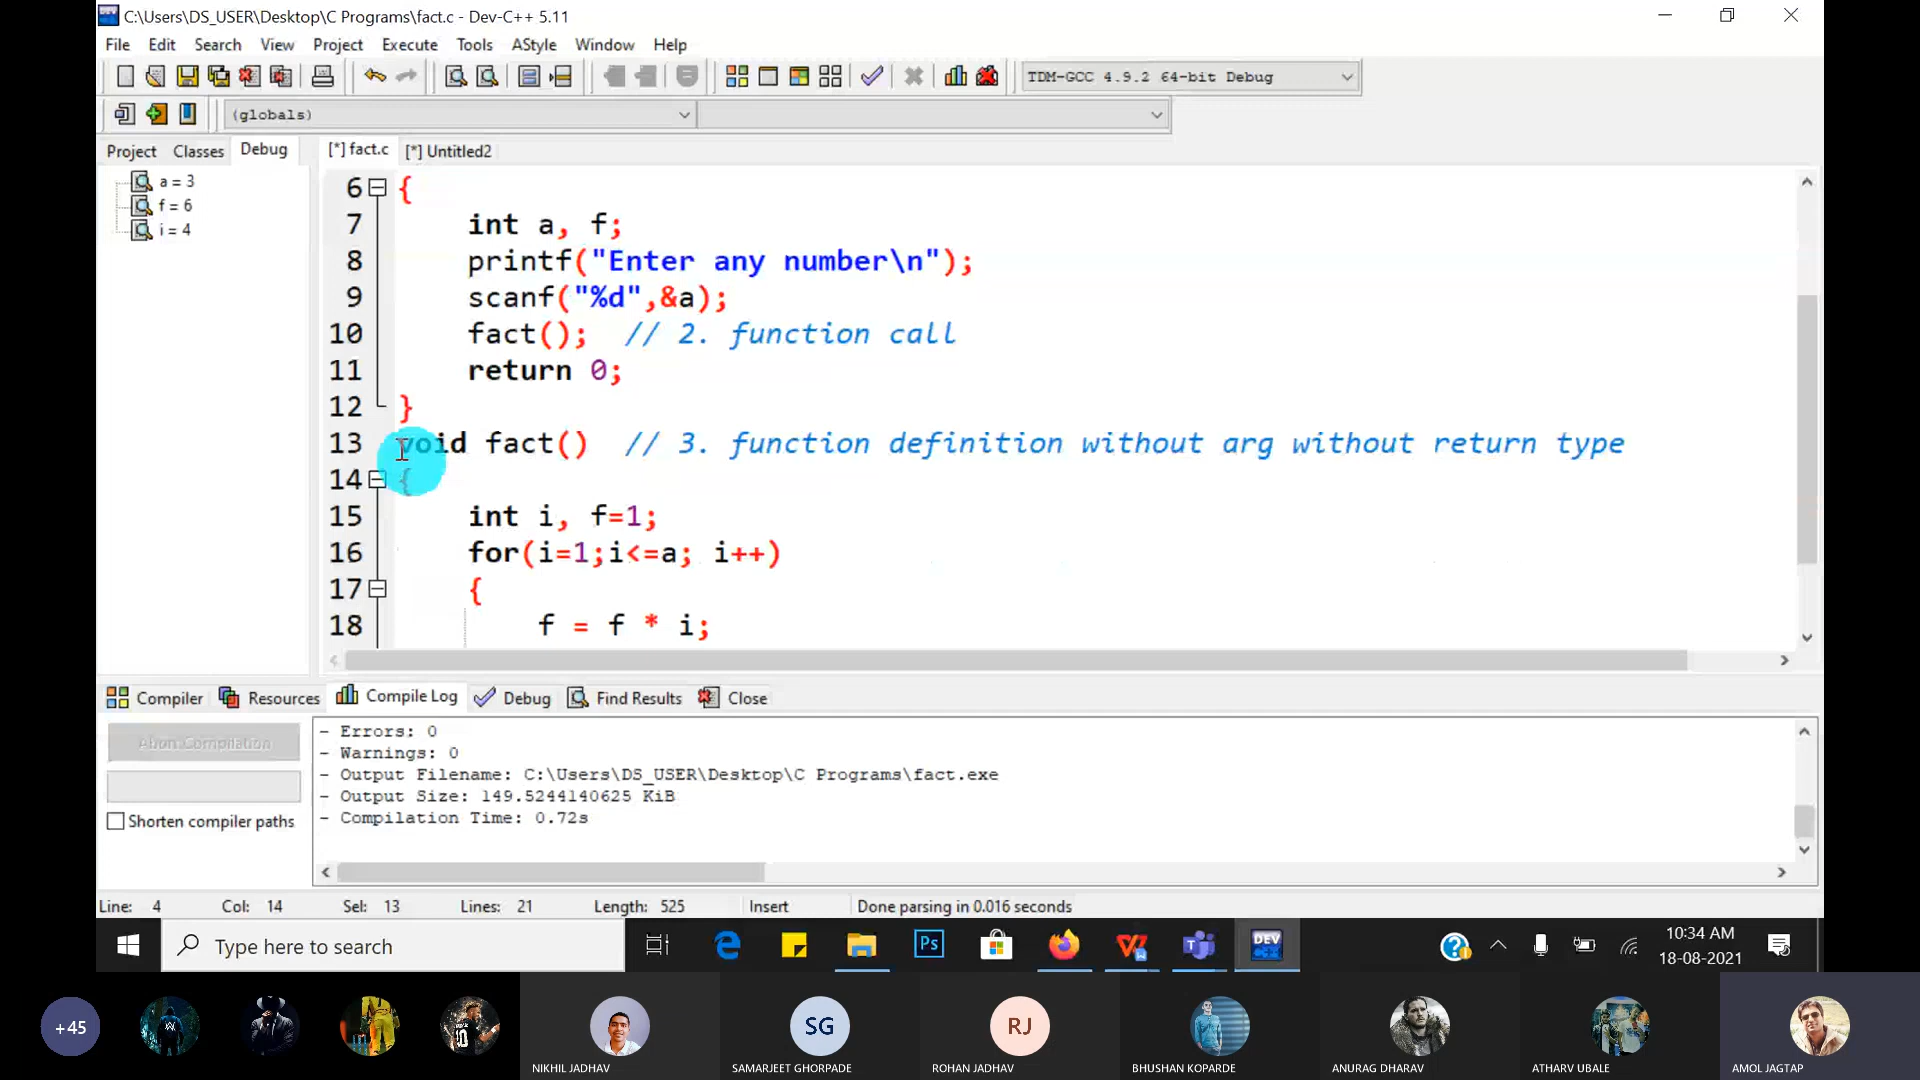 C:\Users\DS_USER\Desktop\C Programs\fact.c - Dev-C++ 5.11
File Edit Search View Project Execute Tools AStyle Window Help
TDM-GCC 4.9.2 64-bit Debug
(globals)
Project Classes Debug
[*] fact.c [*] Untitled2
a = 3
f = 6
i = 4
6 {
7 int a, f;
8 printf("Enter any number\n");
9 scanf("%d",&a);
10 fact(); // 2. function call
11 return 0;
12 }
13 void fact() // 3. function definition without arg without return type
14 {
15 int i, f=1;
16 for(i=1;i<=a; i++)
17 {
18 f = f * i;
Compiler Resources Compile Log Debug Find Results Close
Abort Compilation
Shorten compiler paths
- Errors: 0
- Warnings: 0
- Output Filename: C:\Users\DS_USER\Desktop\C Programs\fact.exe
- Output Size: 149.5244140625 KiB
- Compilation Time: 0.72s
Line: 4 Col: 14 Sel: 13 Lines: 21 Length: 525 Insert Done parsing in 0.016 seconds
Type here to search
Ps
DEV
10:34 AM
18-08-2021
+45
SG
RJ
NIKHIL JADHAV
SAMARJEET GHORPADE
ROHAN JADHAV
BHUSHAN KOPARDE
ANURAG DHARAV
ATHARV UBALE
AMOL JAGTAP